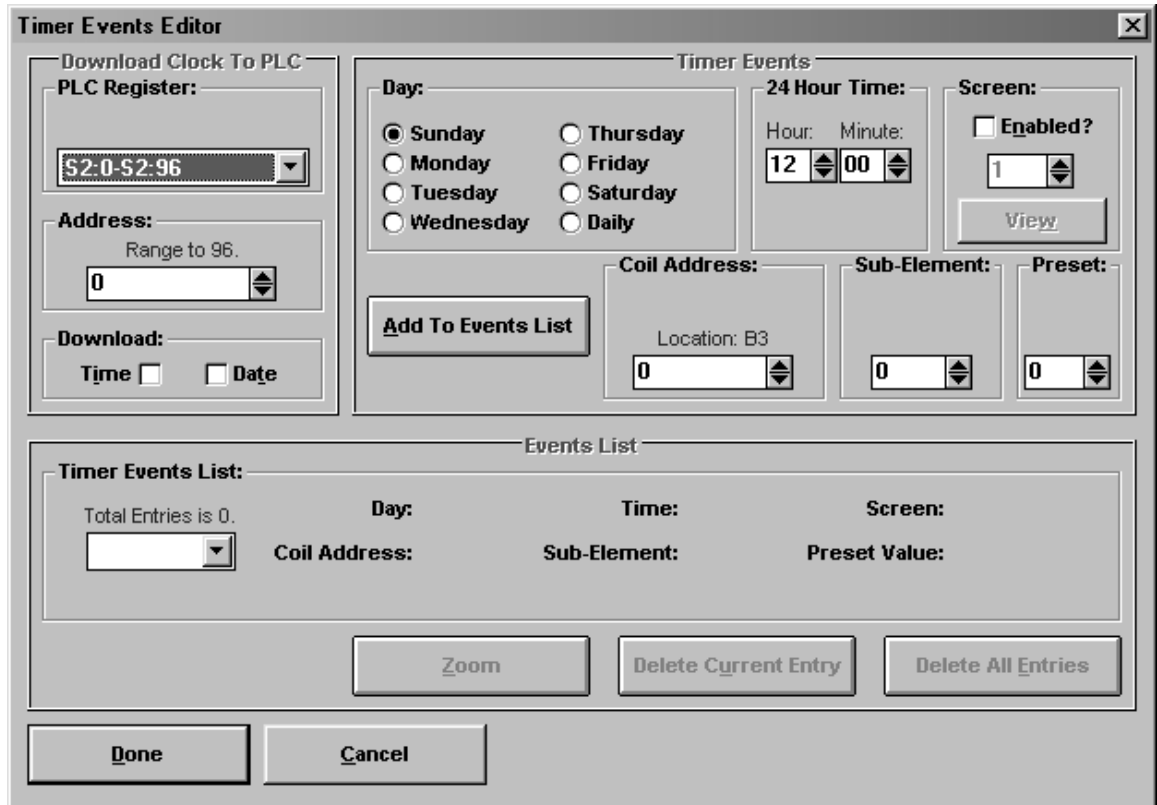 Timer Events Editor
Download Clock To PLC
PLC Register:
S2:0-S2:96
Address:
Range to 96.
0
Download:
Time
Date
Timer Events
Day:
Sunday
Monday
Tuesday
Wednesday
Thursday
Friday
Saturday
Daily
24 Hour Time:
Hour: Minute:
12 00
Screen:
Enabled?
1
View
Add To Events List
Coil Address:
Location: B3
0
Sub-Element:
0
Preset:
0
Events List
Timer Events List:
Total Entries is 0.
Day: Time: Screen:
Coil Address: Sub-Element: Preset Value:
Zoom
Delete Current Entry
Delete All Entries
Done
Cancel